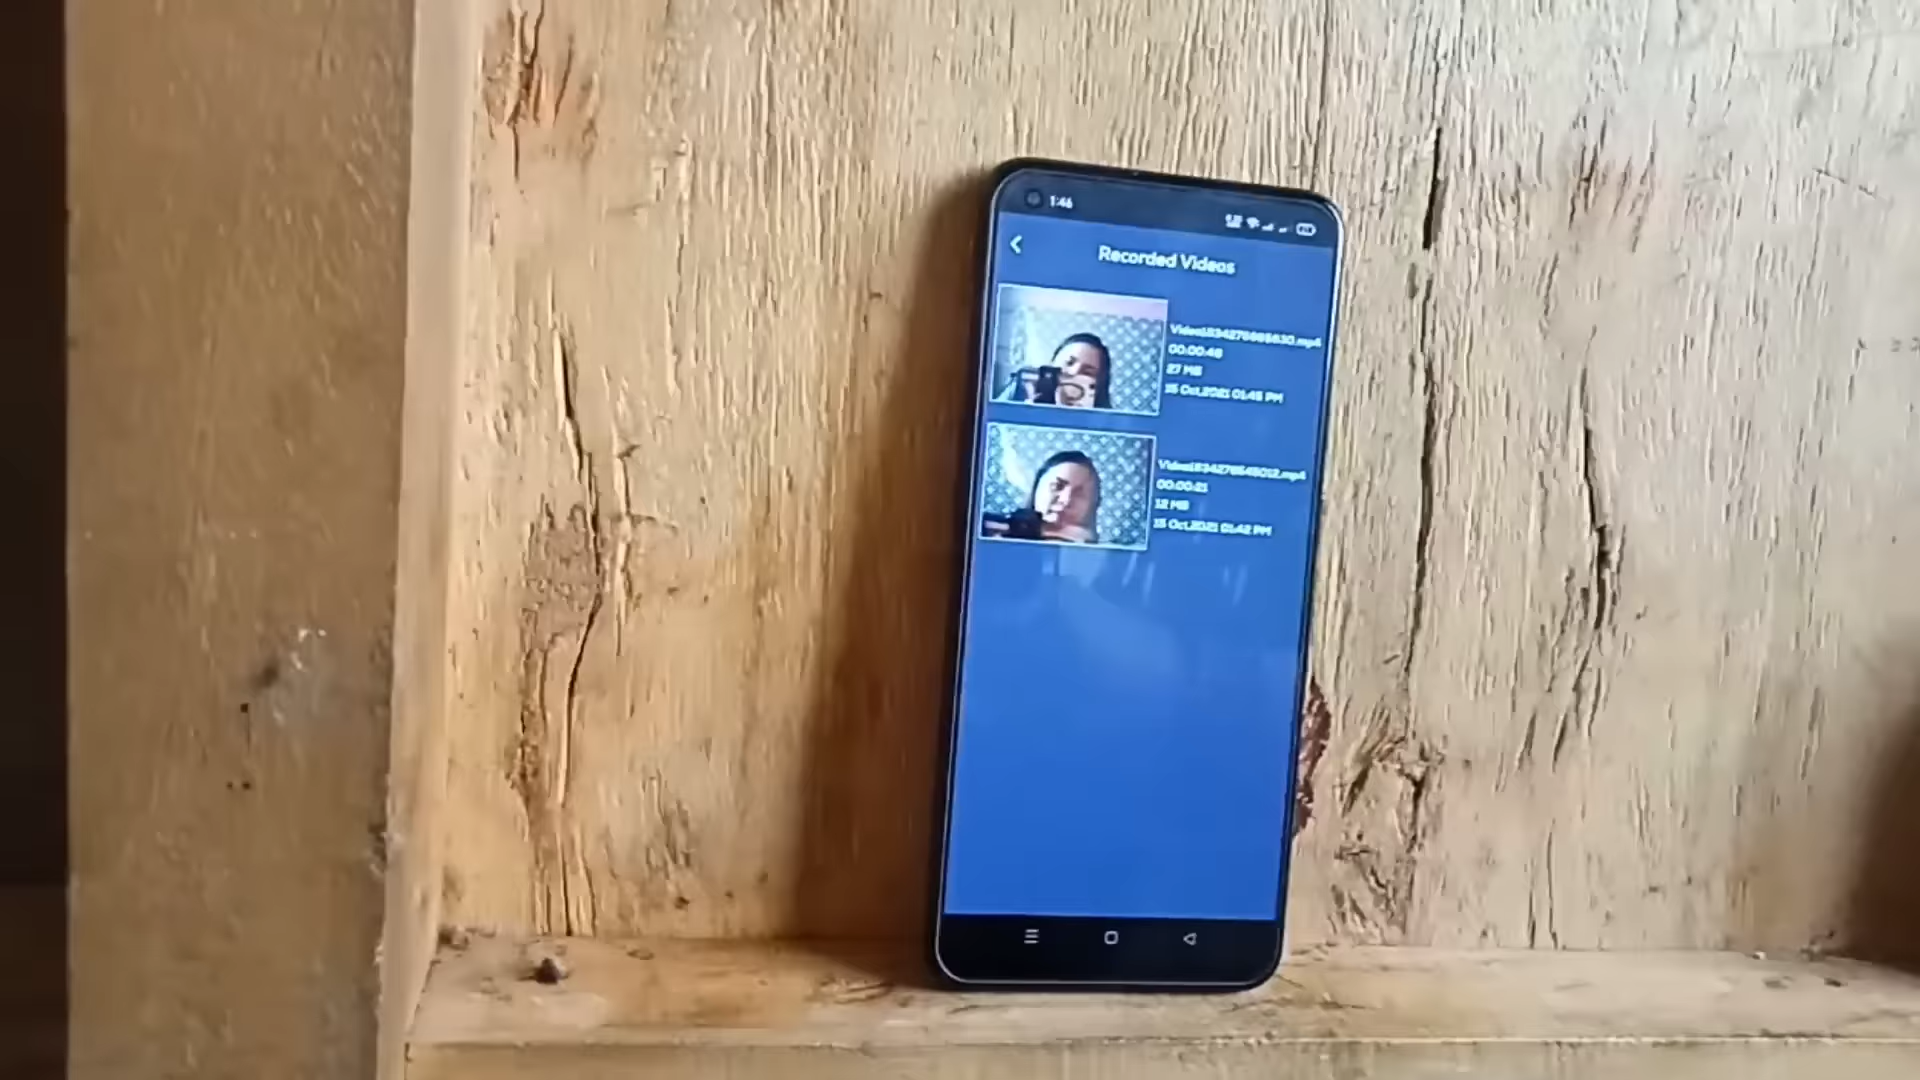 1:46
Recorded Videos
00:00:48
27 MB
15 Oct,2021 01:45 PM
00:00:21
12 MB
15 Oct,2021 01:42 PM